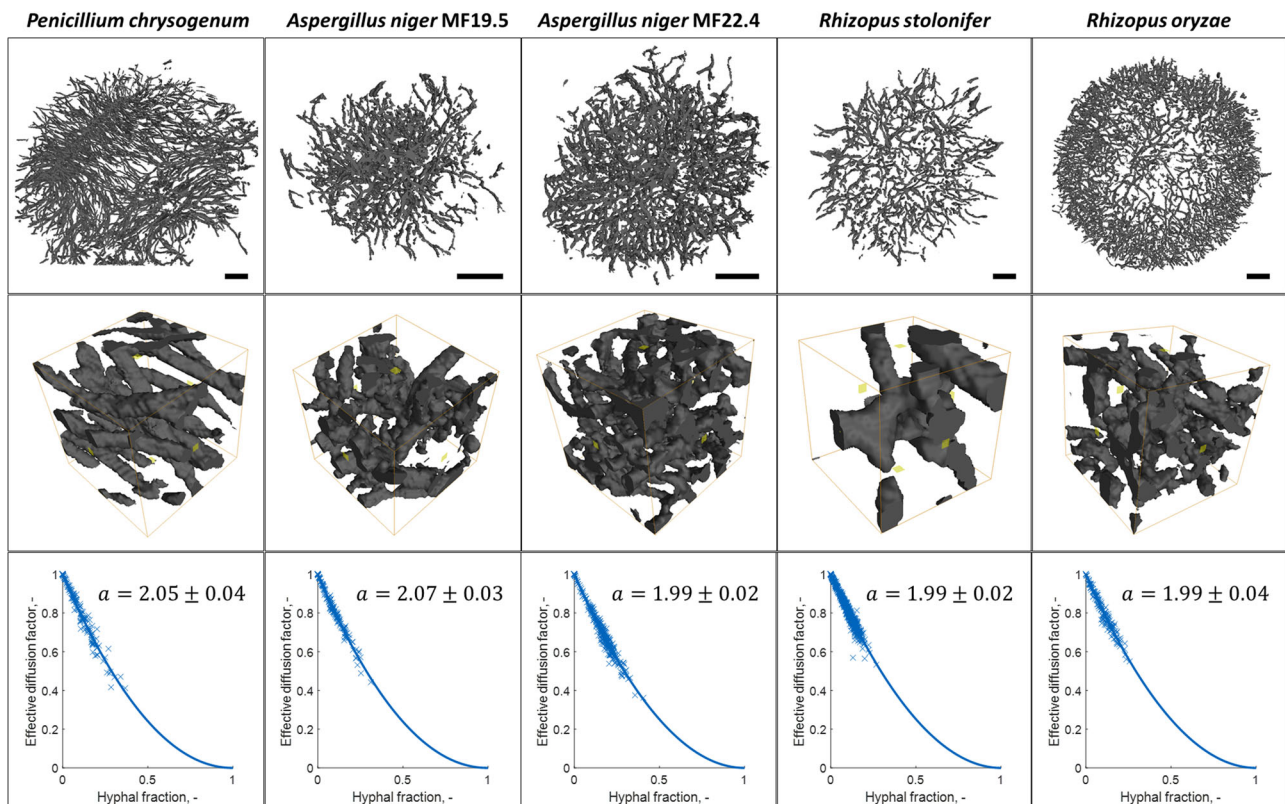 Penicillium chrysogenum
Aspergillus niger MF19.5
Aspergillus niger MF22.4
Rhizopus stolonifer
Rhizopus oryzae
a = 2.05 ± 0.04
Effective diffusion factor, -
1
0.8
0.6
0.4
0.2
0
0 0.5 1
Hyphal fraction, -
a = 2.07 ± 0.03
Effective diffusion factor, -
1
0.8
0.6
0.4
0.2
0
0 0.5 1
Hyphal fraction, -
a = 1.99 ± 0.02
Effective diffusion factor, -
1
0.8
0.6
0.4
0.2
0
0 0.5 1
Hyphal fraction, -
a = 1.99 ± 0.02
Effective diffusion factor, -
1
0.8
0.6
0.4
0.2
0
0 0.5 1
Hyphal fraction, -
a = 1.99 ± 0.04
Effective diffusion factor, -
1
0.8
0.6
0.4
0.2
0
0 0.5 1
Hyphal fraction, -